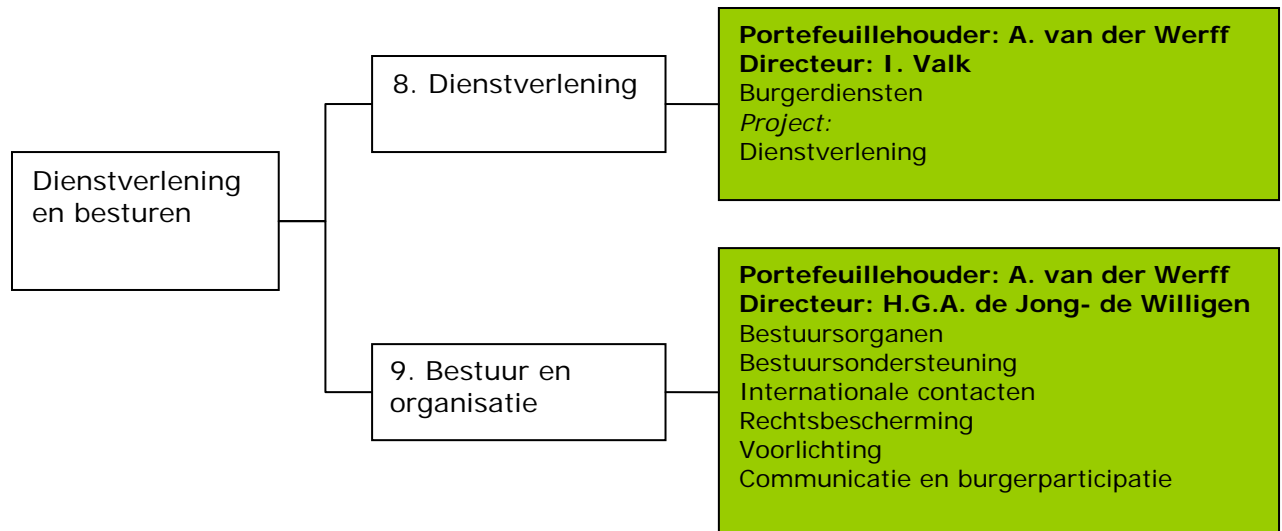 Dienstverlening
en besturen
8. Dienstverlening
Portefeuillehouder: A. van der Werff
Directeur: I. Valk
Burgerdiensten
Project:
Dienstverlening
9. Bestuur en
organisatie
Portefeuillehouder: A. van der Werff
Directeur: H.G.A. de Jong- de Willigen
Bestuursorganen
Bestuursondersteuning
Internationale contacten
Rechtsbescherming
Voorlichting
Communicatie en burgerparticipatie